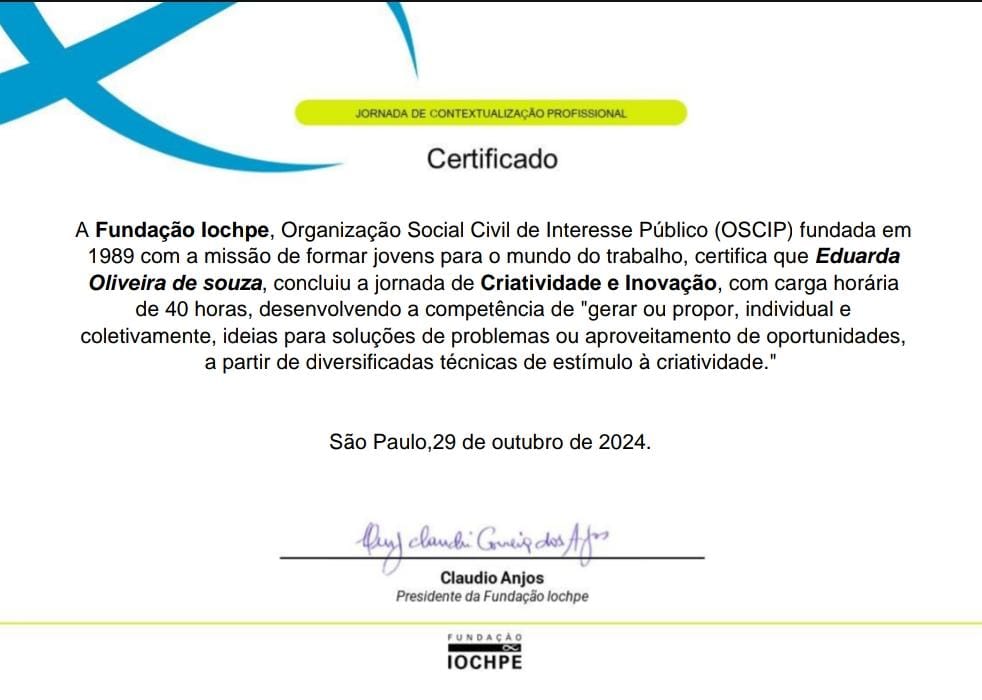 JORNADA DE CONTEXTUALIZAÇÃO PROFISSIONAL
Certificado
A Fundação Iochpe, Organização Social Civil de Interesse Público (OSCIP) fundada em
1989 com a missão de formar jovens para o mundo do trabalho, certifica que Eduarda
Oliveira de souza, concluiu a jornada de Criatividade e Inovação, com carga horária
de 40 horas, desenvolvendo a competência de "gerar ou propor, individual e
coletivamente, ideias para soluções de problemas ou aproveitamento de oportunidades,
a partir de diversificadas técnicas de estímulo à criatividade."
São Paulo,29 de outubro de 2024.
Claudio Anjos
Presidente da Fundação Iochpe
FUNDAÇÃO
IOCHPE